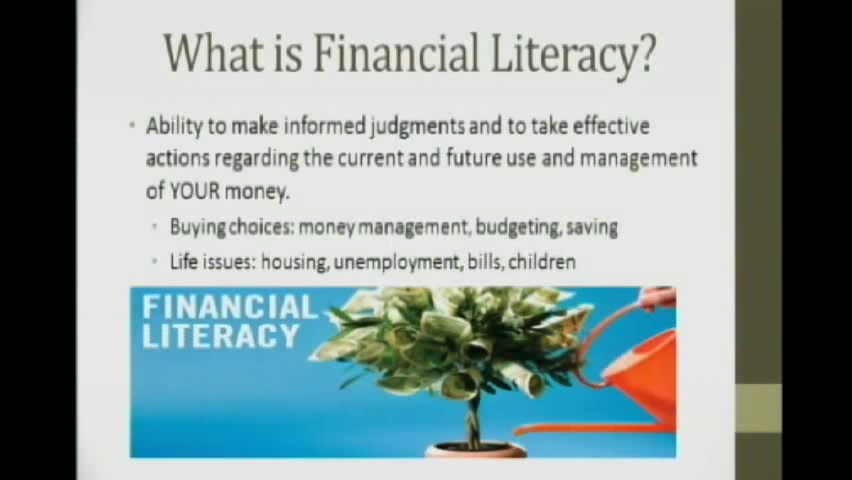 What is Financial Literacy?
• Ability to make informed judgments and to take effective
actions regarding the current and future use and management
of YOUR money.
• Buying choices: money management, budgeting, saving
• Life issues: housing, unemployment, bills, children
FINANCIAL
LITERACY